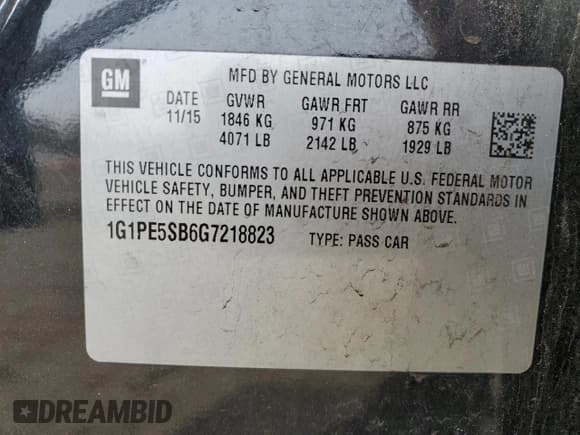 GM
MFD BY GENERAL MOTORS LLC
DATE GVWR GAWR FRT GAWR RR
11/15 1846 KG 971 KG 875 KG
4071 LB 2142 LB 1929 LB
THIS VEHICLE CONFORMS TO ALL APPLICABLE U.S. FEDERAL MOTOR
VEHICLE SAFETY, BUMPER, AND THEFT PREVENTION STANDARDS IN
EFFECT ON THE DATE OF MANUFACTURE SHOWN ABOVE.
1G1PE5SB6G7218823 TYPE: PASS CAR
DREAMBID